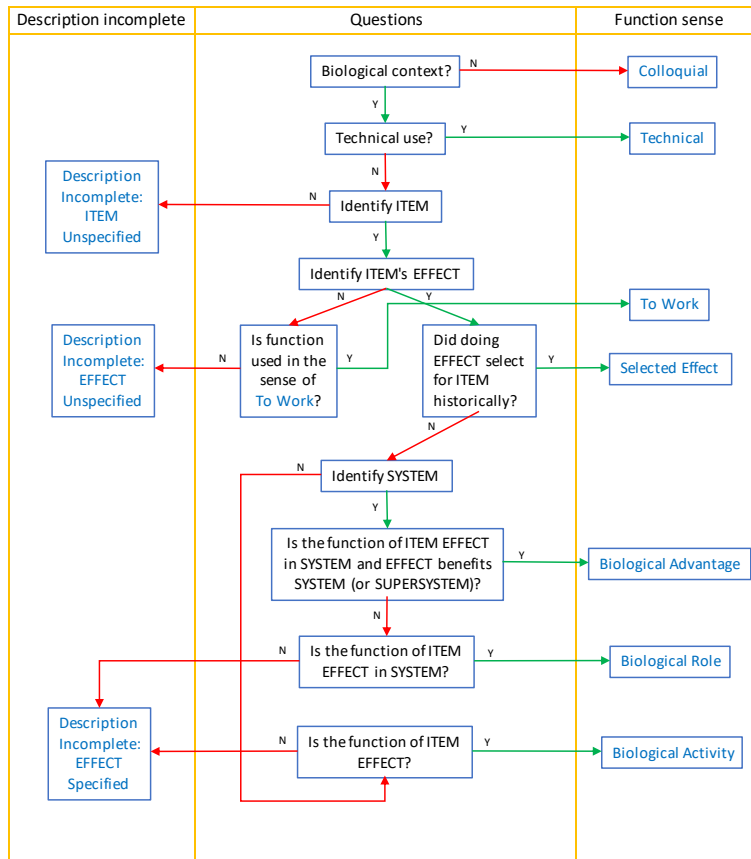 Description incomplete
Questions
Function sense
Biological context?
N
Colloquial
Y
Technical use?
Y
Technical
N
Description
Incomplete:
ITEM
Unspecified
N
Identify ITEM
Y
Identify ITEM's EFFECT
N
Y
To Work
Description
Incomplete:
EFFECT
Unspecified
N
Is function
used in the
sense of
To Work?
Y
Did doing
EFFECT select
for ITEM
historically?
Y
Selected Effect
N
N
Identify SYSTEM
Y
Is the function of ITEM EFFECT
in SYSTEM and EFFECT benefits
SYSTEM (or SUPERSYSTEM)?
Y
Biological Advantage
N
N
Is the function of ITEM
EFFECT in SYSTEM?
Y
Biological Role
Description
Incomplete:
EFFECT
Specified
N
Is the function of ITEM
EFFECT?
Y
Biological Activity